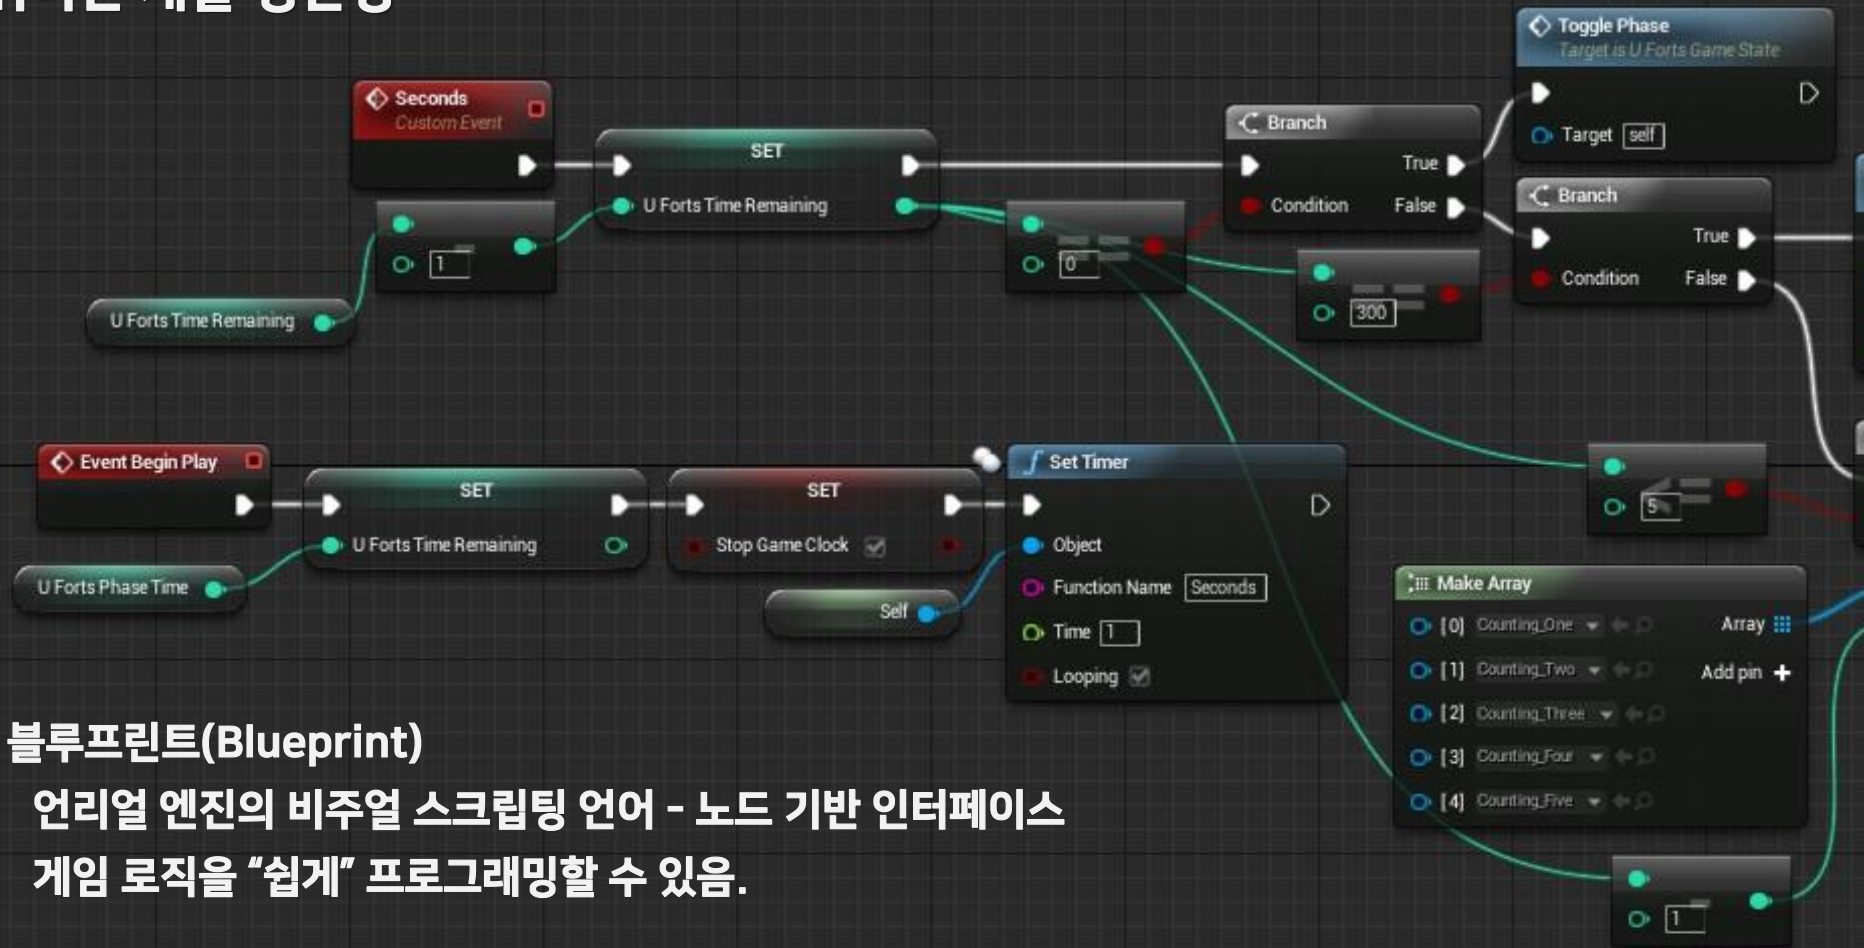 Toggle Phase
Target is U Forts Game State
Target self
Seconds
Custom Event
SET
U Forts Time Remaining
1
U Forts Time Remaining
Branch
True
Condition False
0
300
Branch
True
Condition False
Event Begin Play
SET
U Forts Time Remaining
U Forts Phase Time
SET
Stop Game Clock
Self
Set Timer
Object
Function Name Seconds
Time 1
Looping
5
Make Array
[0] Counting_One Array
[1] Counting_Two Add pin
[2] Counting_Three
[3] Counting_Four
[4] Counting_Five
1
블루프린트(Blueprint)
언리얼 엔진의 비주얼 스크립팅 언어 - 노드 기반 인터페이스
게임 로직을 “쉽게” 프로그래밍할 수 있음.